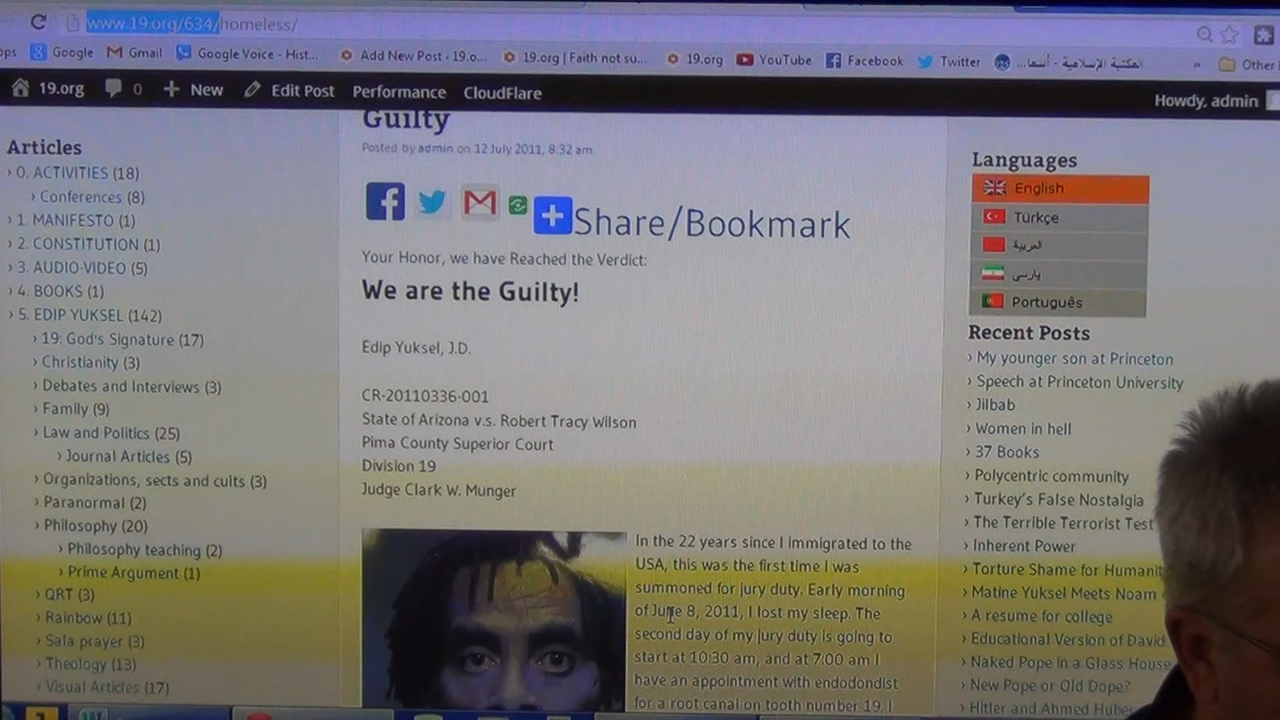 www.19.org/634/homeless/
Google Gmail Google Voice - Hist... Add New Post ‹ 19.o... 19.org | Faith not su... 19.org YouTube Facebook Twitter المكتبة الإسلامية - أسما... » Other
19.org 0 + New Edit Post Performance CloudFlare Howdy, admin
Articles
› 0. ACTIVITIES (18)
› Conferences (8)
› 1. MANIFESTO (1)
› 2. CONSTITUTION (1)
› 3. AUDIO-VIDEO (5)
› 4. BOOKS (1)
› 5. EDIP YUKSEL (142)
› 19: God's Signature (17)
› Christianity (3)
› Debates and Interviews (3)
› Family (9)
› Law and Politics (25)
› Journal Articles (5)
› Organizations, sects and cults (3)
› Paranormal (2)
› Philosophy (20)
› Philosophy teaching (2)
› Prime Argument (1)
› QRT (3)
› Rainbow (11)
› Sala prayer (3)
› Theology (13)
› Visual Articles (17)
Guilty
Posted by admin on 12 July 2011, 8:32 am
Share/Bookmark
Your Honor, we have Reached the Verdict:
We are the Guilty!
Edip Yuksel, J.D.
CR-20110336-001
State of Arizona v.s. Robert Tracy Wilson
Pima County Superior Court
Division 19
Judge Clark W. Munger
In the 22 years since I immigrated to the
USA, this was the first time I was
summoned for jury duty. Early morning
of June 8, 2011, I lost my sleep. The
second day of my jury duty is going to
start at 10:30 am, and at 7:00 am I
have an appointment with endodondist
for a root canal on tooth number 19. I
Languages
English
Türkçe
العربية
پارسی
Português
Recent Posts
› My younger son at Princeton
› Speech at Princeton University
› Jilbab
› Women in hell
› 37 Books
› Polycentric community
› Turkey's False Nostalgia
› The Terrible Terrorist Test
› Inherent Power
› Torture Shame for Humanit
› Matine Yuksel Meets Noam
› A resume for college
› Educational Version of David
› Naked Pope in a Glass House
› New Pope or Old Dope?
› Hitler and Ahmed Hube